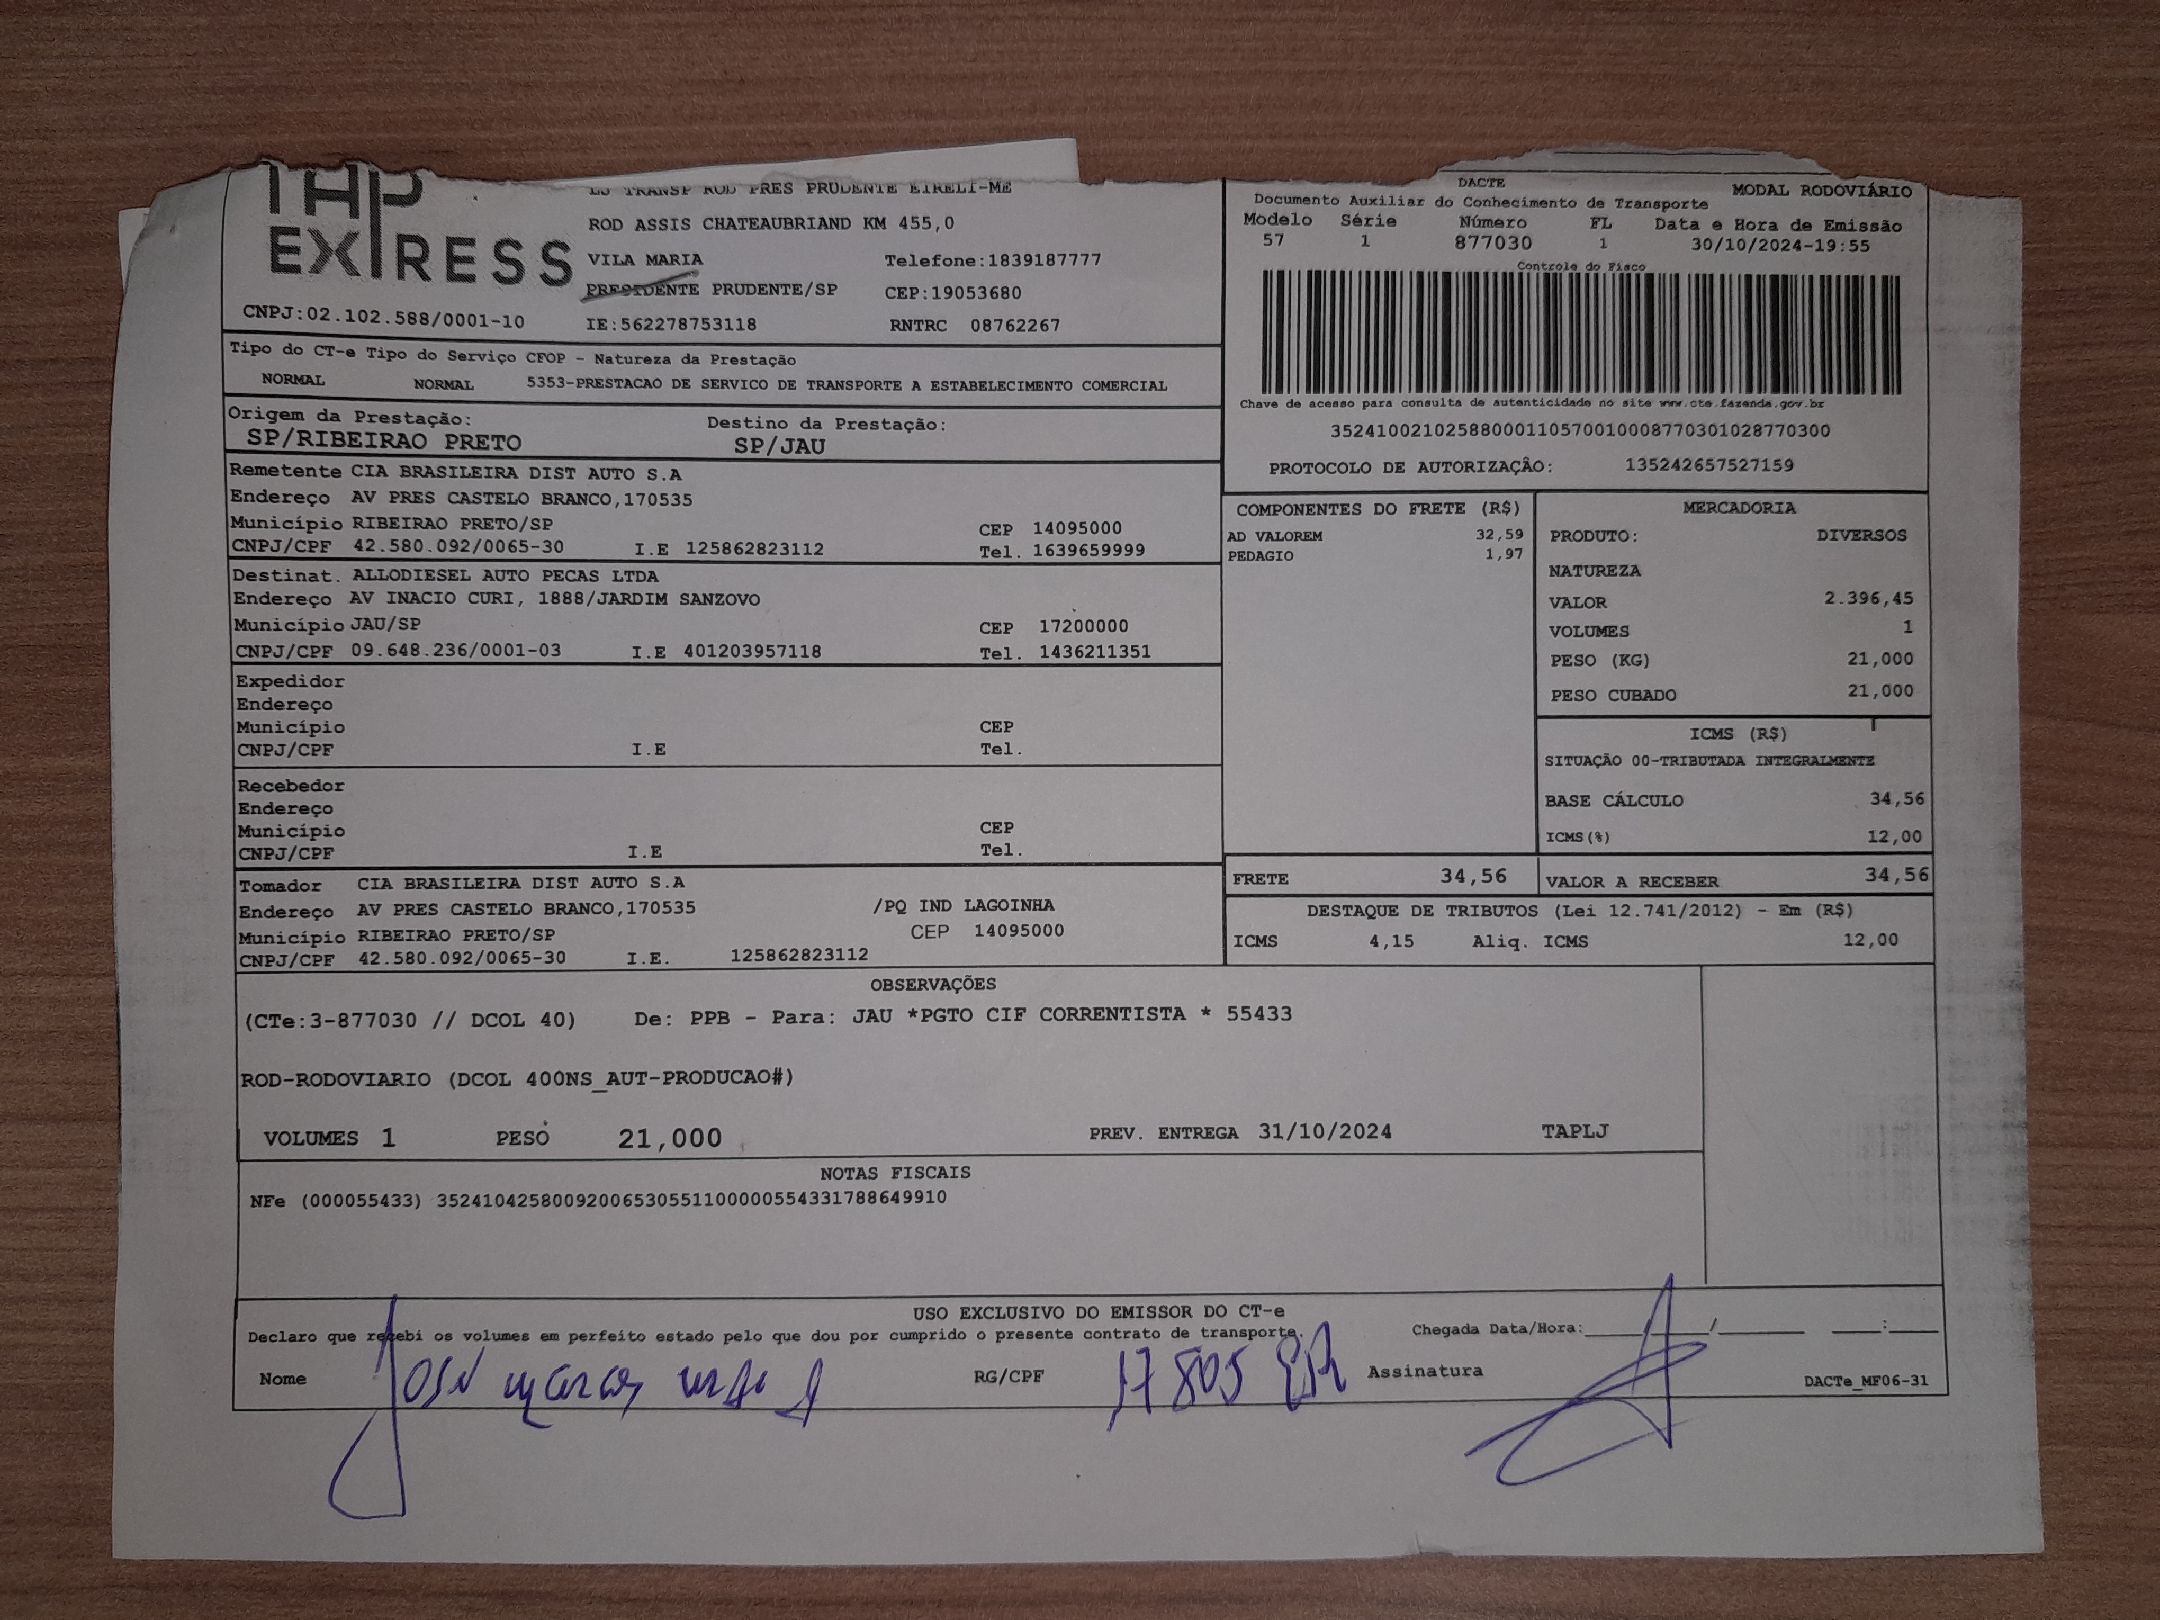 TAP
EXPRESS
LJ TRANSP ROD PRES PRUDENTE EIRELI-ME
ROD ASSIS CHATEAUBRIAND KM 455,0
VILA MARIA Telefone:1839187777
PRESIDENTE PRUDENTE/SP CEP:19053680
CNPJ:02.102.588/0001-10 IE:562278753118 RNTRC 08762267
DACTE MODAL RODOVIÁRIO
Documento Auxiliar do Conhecimento de Transporte
Modelo Série Número FL Data e Hora de Emissão
57 1 877030 1 30/10/2024-19:55
Controle do Fisco
Chave de acesso para consulta de autenticidade no site www.cte.fazenda.gov.br
35241002102588000110570010008770301028770300
PROTOCOLO DE AUTORIZAÇÃO: 135242657527159
Tipo do CT-e Tipo do Serviço CFOP - Natureza da Prestação
NORMAL NORMAL 5353-PRESTACAO DE SERVICO DE TRANSPORTE A ESTABELECIMENTO COMERCIAL
Origem da Prestação: Destino da Prestação:
SP/RIBEIRAO PRETO SP/JAU
Remetente CIA BRASILEIRA DIST AUTO S.A
Endereço AV PRES CASTELO BRANCO,170535
Município RIBEIRAO PRETO/SP CEP 14095000
CNPJ/CPF 42.580.092/0065-30 I.E 125862823112 Tel. 1639659999
Destinat. ALLODIESEL AUTO PECAS LTDA
Endereço AV INACIO CURI, 1888/JARDIM SANZOVO
Município JAU/SP CEP 17200000
CNPJ/CPF 09.648.236/0001-03 I.E 401203957118 Tel. 1436211351
Expedidor
Endereço
Município CEP
CNPJ/CPF I.E Tel.
Recebedor
Endereço
Município CEP
CNPJ/CPF I.E Tel.
Tomador CIA BRASILEIRA DIST AUTO S.A
Endereço AV PRES CASTELO BRANCO,170535 /PQ IND LAGOINHA
Município RIBEIRAO PRETO/SP CEP 14095000
CNPJ/CPF 42.580.092/0065-30 I.E. 125862823112
COMPONENTES DO FRETE (R$)
AD VALOREM 32,59
PEDAGIO 1,97
MERCADORIA
PRODUTO: DIVERSOS
NATUREZA
VALOR 2.396,45
VOLUMES 1
PESO (KG) 21,000
PESO CUBADO 21,000
ICMS (R$)
SITUAÇÃO 00-TRIBUTADA INTEGRALMENTE
BASE CÁLCULO 34,56
ICMS(%) 12,00
FRETE 34,56 VALOR A RECEBER 34,56
DESTAQUE DE TRIBUTOS (Lei 12.741/2012) - Em (R$)
ICMS 4,15 Aliq. ICMS 12,00
OBSERVAÇÕES
(CTe:3-877030 // DCOL 40) De: PPB - Para: JAU *PGTO CIF CORRENTISTA * 55433
ROD-RODOVIARIO (DCOL 400NS_AUT-PRODUCAO#)
VOLUMES 1 PESO 21,000 PREV. ENTREGA 31/10/2024 TAPLJ
NOTAS FISCAIS
NFe (000055433) 35241042580092006530551100000554331788649910
USO EXCLUSIVO DO EMISSOR DO CT-e
Declaro que recebi os volumes em perfeito estado pelo que dou por cumprido o presente contrato de transporte. Chegada Data/Hora:______/______ ___:___
Nome José marcos RG/CPF 17805 Assinatura
DACTe_MF06-31